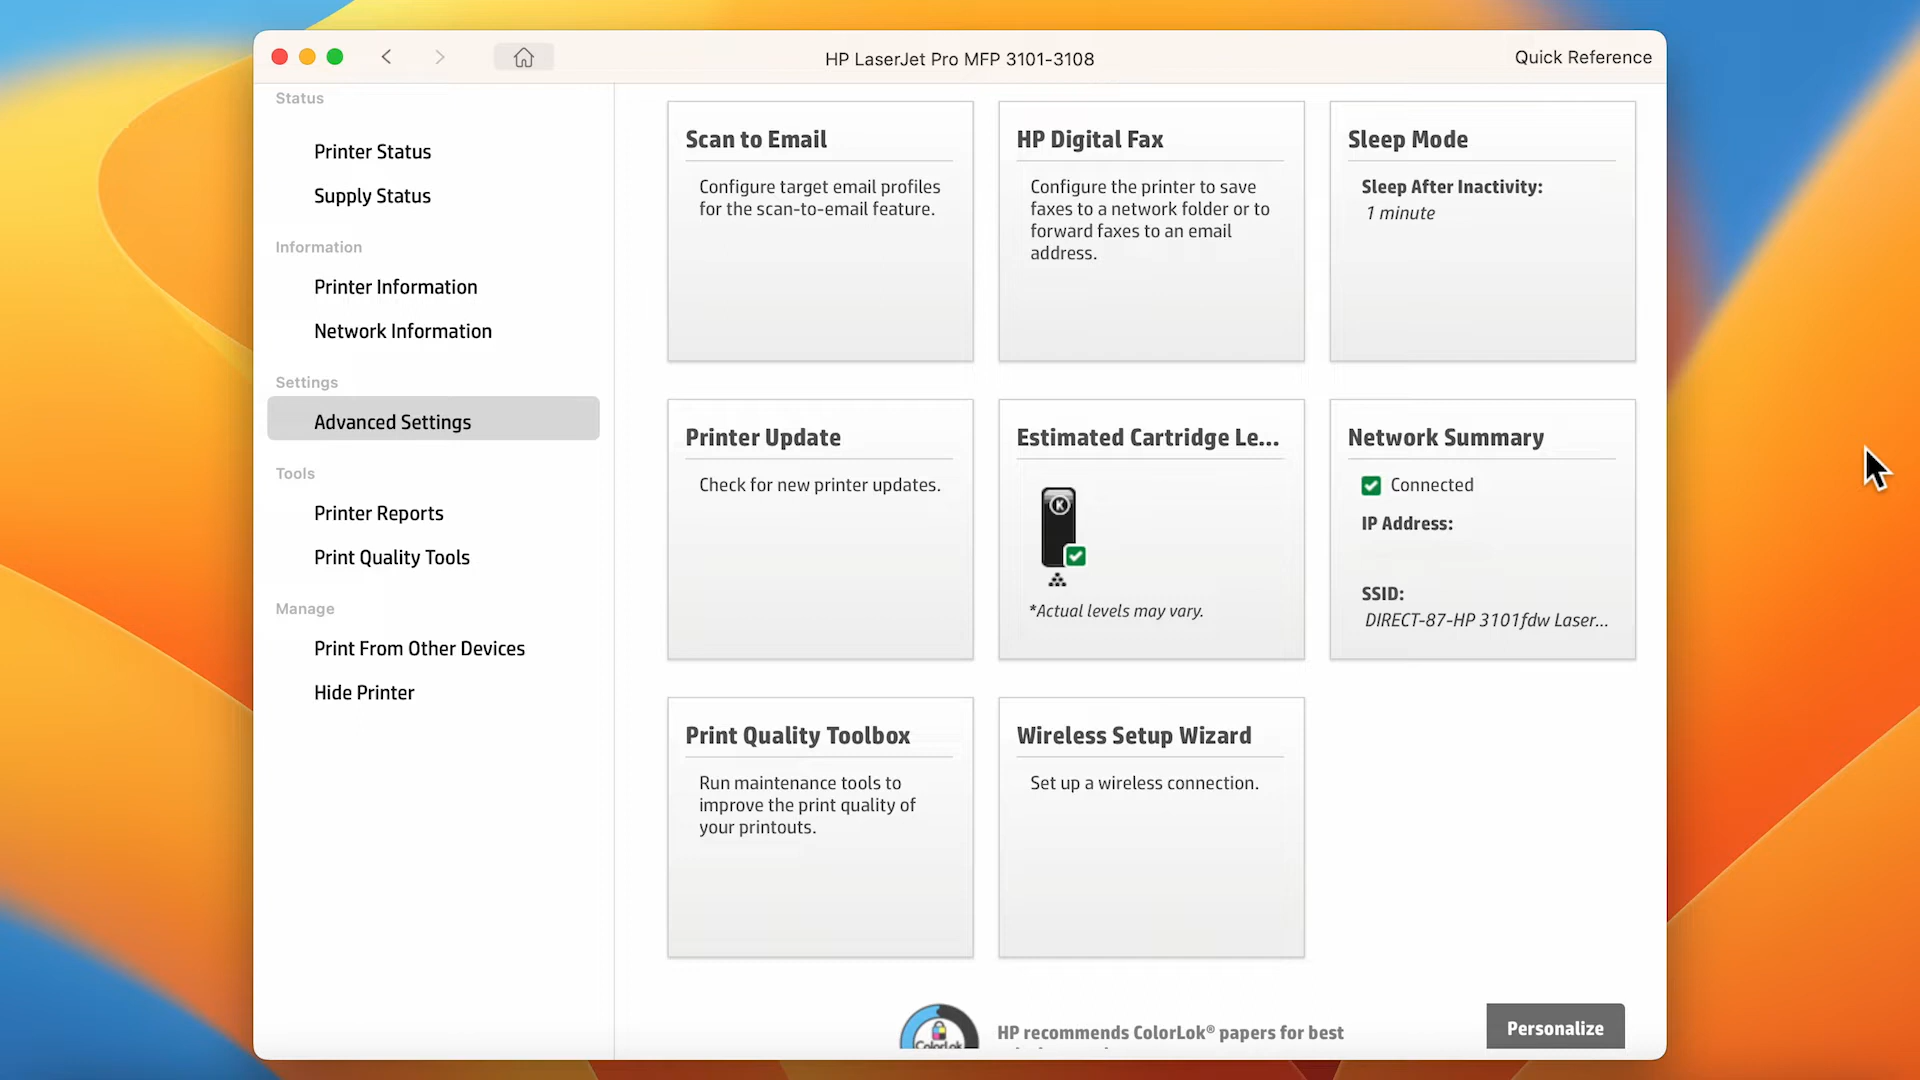 HP LaserJet Pro MFP 3101-3108
Quick Reference
Status
Printer Status
Supply Status
Information
Printer Information
Network Information
Settings
Advanced Settings
Tools
Printer Reports
Print Quality Tools
Manage
Print From Other Devices
Hide Printer
Scan to Email
Configure target email profiles
for the scan-to-email feature.
HP Digital Fax
Configure the printer to save
faxes to a network folder or to
forward faxes to an email
address.
Sleep Mode
Sleep After Inactivity:
1 minute
Printer Update
Check for new printer updates.
Estimated Cartridge Le...
K
*Actual levels may vary.
Network Summary
Connected
IP Address:
SSID:
DIRECT-87-HP 3101fdw Laser...
Print Quality Toolbox
Run maintenance tools to
improve the print quality of
your printouts.
Wireless Setup Wizard
Set up a wireless connection.
ColorLok
HP recommends ColorLok® papers for best
Personalize